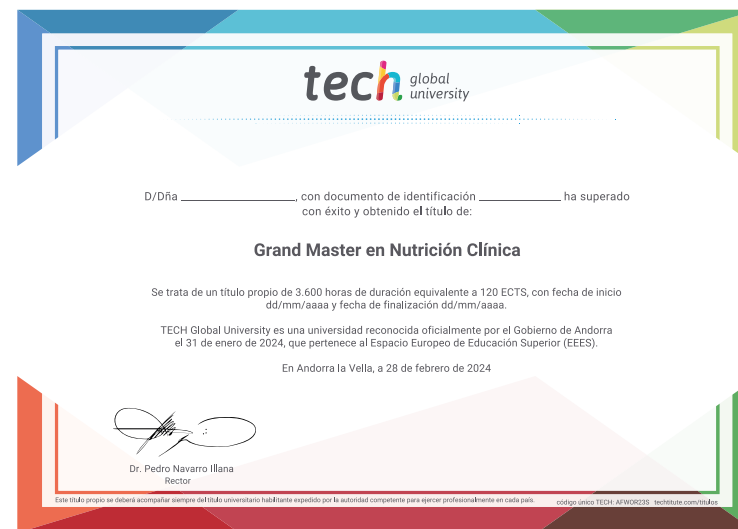 tech global university
D/Dña ____________________, con documento de identificación ______________ ha superado
con éxito y obtenido el título de:
Grand Master en Nutrición Clínica
Se trata de un título propio de 3.600 horas de duración equivalente a 120 ECTS, con fecha de inicio
dd/mm/aaaa y fecha de finalización dd/mm/aaaa.
TECH Global University es una universidad reconocida oficialmente por el Gobierno de Andorra
el 31 de enero de 2024, que pertenece al Espacio Europeo de Educación Superior (EEES).
En Andorra la Vella, a 28 de febrero de 2024
Dr. Pedro Navarro Illana
Rector
Este título propio se deberá acompañar siempre del título universitario habilitante expedido por la autoridad competente para ejercer profesionalmente en cada país. código único TECH: AFWOR23S techtitute.com/titulos